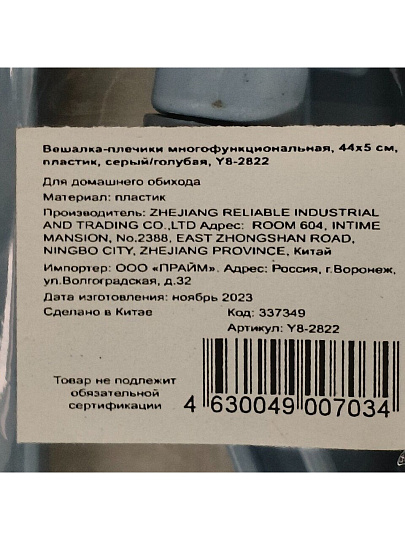 Вешалка-плечики многофункциональная, 44х5 см,
пластик, серый/голубая, Y8-2822
Для домашнего обихода
Материал: пластик
Производитель: ZHEJIANG RELIABLE INDUSTRIAL
AND TRADING CO.,LTD Адрес: ROOM 604, INTIME
MANSION, No.2388, EAST ZHONGSHAN ROAD,
NINGBO CITY, ZHEJIANG PROVINCE, Китай
Импортер: ООО «ПРАЙМ». Адрес: Россия, г.Воронеж,
ул.Волгоградская, д.32
Дата изготовления: ноябрь 2023
Сделано в Китае
Код: 337349
Артикул: Y8-2822
Товар не подлежит
обязательной
сертификации
4 630049 007034